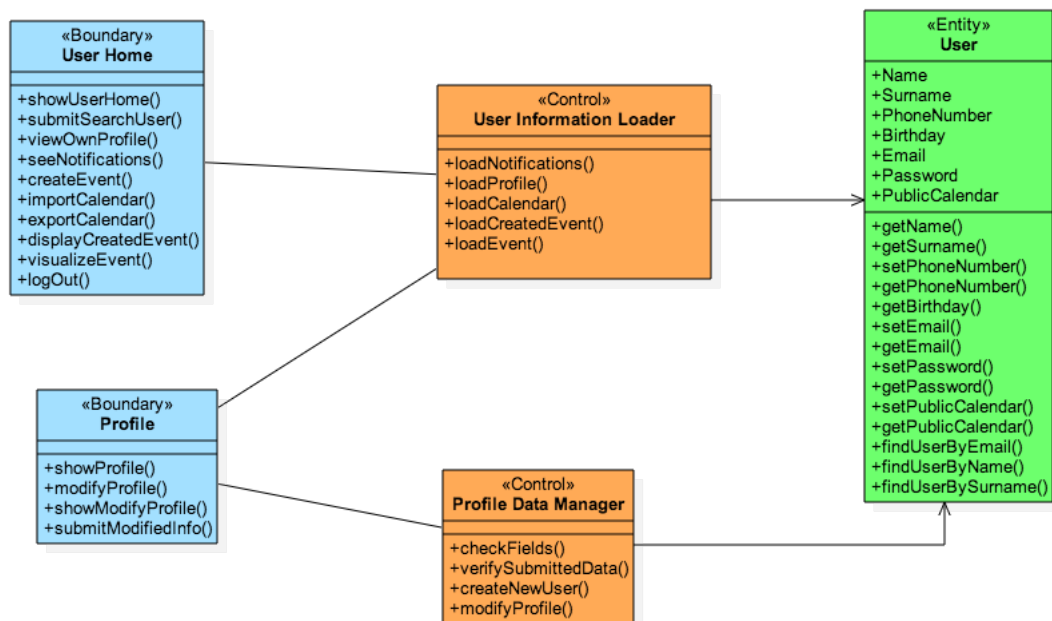 «Boundary»
User Home
+showUserHome()
+submitSearchUser()
+viewOwnProfile()
+seeNotifications()
+createEvent()
+importCalendar()
+exportCalendar()
+displayCreatedEvent()
+visualizeEvent()
+logOut()
«Control»
User Information Loader
+loadNotifications()
+loadProfile()
+loadCalendar()
+loadCreatedEvent()
+loadEvent()
«Entity»
User
+Name
+Surname
+PhoneNumber
+Birthday
+Email
+Password
+PublicCalendar
+getName()
+getSurname()
+setPhoneNumber()
+getPhoneNumber()
+getBirthday()
+setEmail()
+getEmail()
+setPassword()
+getPassword()
+setPublicCalendar()
+getPublicCalendar()
+findUserByEmail()
+findUserByName()
+findUserBySurname()
«Boundary»
Profile
+showProfile()
+modifyProfile()
+showModifyProfile()
+submitModifiedInfo()
«Control»
Profile Data Manager
+checkFields()
+verifySubmittedData()
+createNewUser()
+modifyProfile()